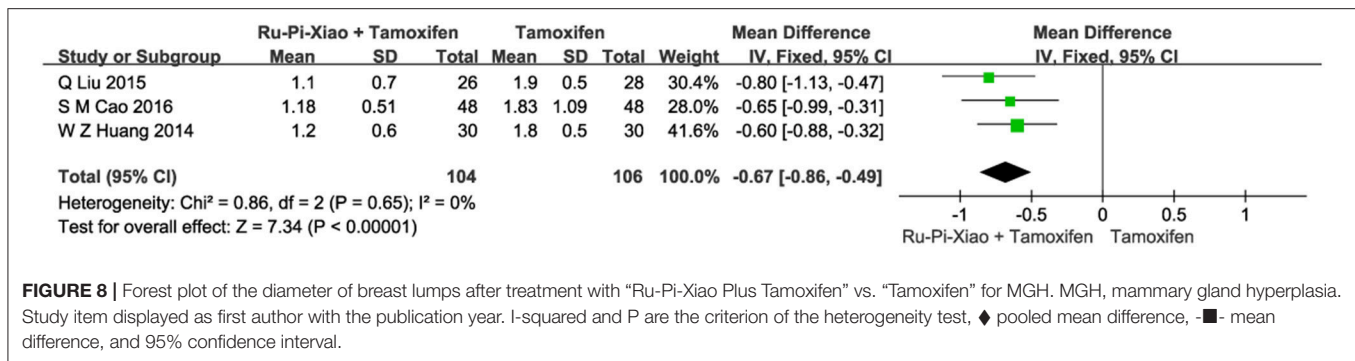 Ru-Pi-Xiao + Tamoxifen Tamoxifen Mean Difference Mean Difference
Study or Subgroup Mean SD Total Mean SD Total Weight IV, Fixed, 95% CI IV, Fixed, 95% CI
Q Liu 2015 1.1 0.7 26 1.9 0.5 28 30.4% -0.80 [-1.13, -0.47]
S M Cao 2016 1.18 0.51 48 1.83 1.09 48 28.0% -0.65 [-0.99, -0.31]
W Z Huang 2014 1.2 0.6 30 1.8 0.5 30 41.6% -0.60 [-0.88, -0.32]
Total (95% CI) 104 106 100.0% -0.67 [-0.86, -0.49]
Heterogeneity: Chi² = 0.86, df = 2 (P = 0.65); I² = 0%
Test for overall effect: Z = 7.34 (P < 0.00001)
-1 -0.5 0 0.5 1
Ru-Pi-Xiao + Tamoxifen Tamoxifen
FIGURE 8 | Forest plot of the diameter of breast lumps after treatment with “Ru-Pi-Xiao Plus Tamoxifen” vs. “Tamoxifen” for MGH. MGH, mammary gland hyperplasia.
Study item displayed as first author with the publication year. I-squared and P are the criterion of the heterogeneity test, ♦ pooled mean difference, -■- mean
difference, and 95% confidence interval.